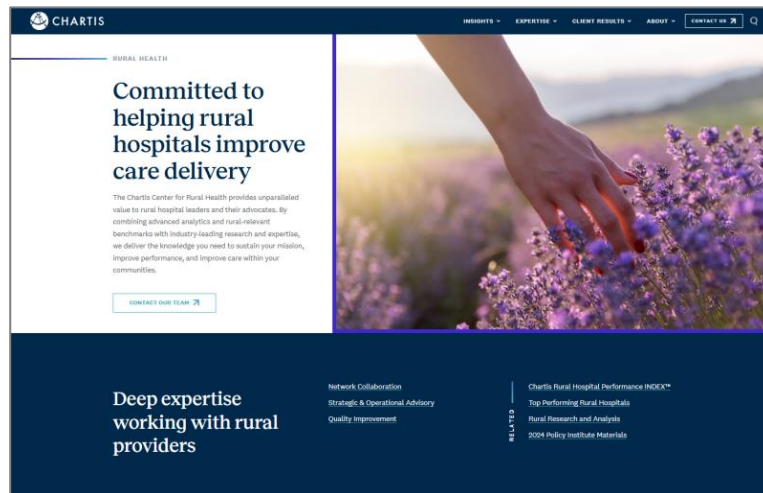 CHARTIS
INSIGHTS
EXPERTISE
CLIENT RESULTS
ABOUT
CONTACT US
RURAL HEALTH
Committed to
helping rural
hospitals improve
care delivery
The Chartis Center for Rural Health provides unparalleled
value to rural hospital leaders and their advocates. By
combining advanced analytics and rural-relevant
benchmarks with industry-leading research and expertise,
we deliver the knowledge you need to sustain your mission,
improve performance, and improve care within your
communities.
CONTACT OUR TEAM
Deep expertise
working with rural
providers
Network Collaboration
Strategic & Operational Advisory
Quality Improvement
RELATED
Chartis Rural Hospital Performance INDEX™
Top Performing Rural Hospitals
Rural Research and Analysis
2024 Policy Institute Materials